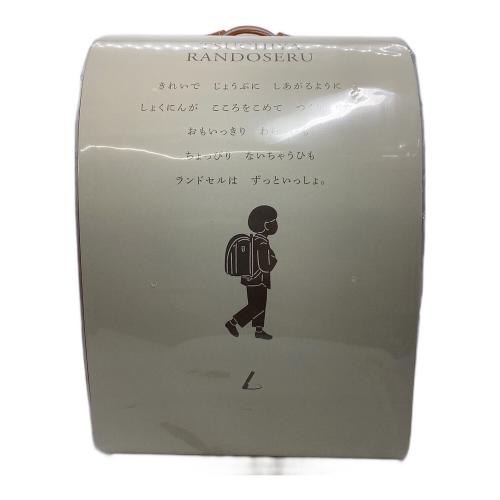 TSUCHIYA
RANDOSERU
きれいで じょうぶに しあがるように
しょくにんが こころをこめて
おもいっきり
ちょっぴり ないちゃうひも
ランドセルは ずっといっしょ。